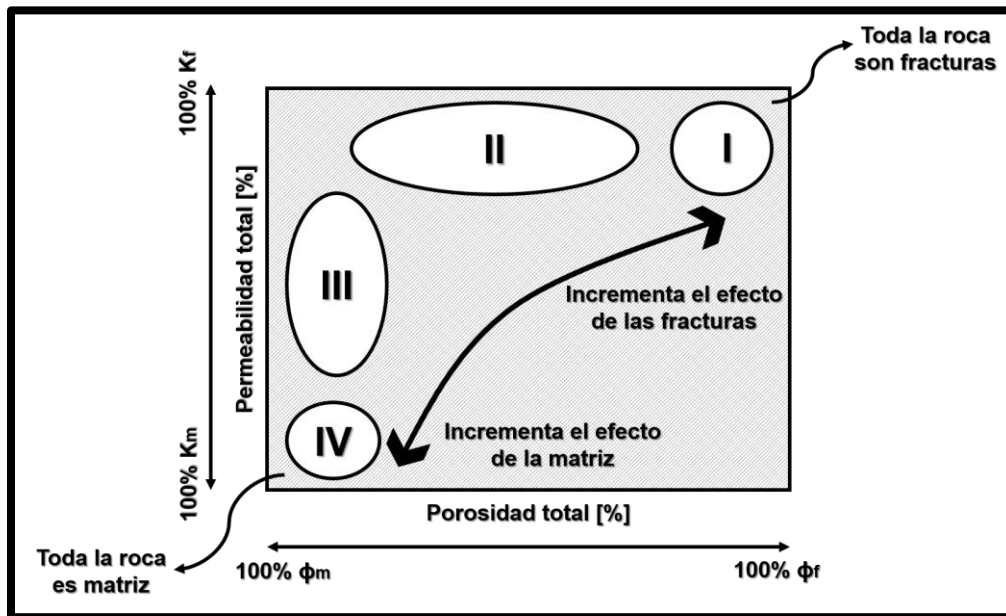 Toda la roca
son fracturas
100% Kf
Permeabilidad total [%]
100% Km
I
II
III
IV
Incrementa el efecto
de las fracturas
Incrementa el efecto
de la matriz
Porosidad total [%]
Toda la roca
es matriz
100% ϕm
100% ϕf